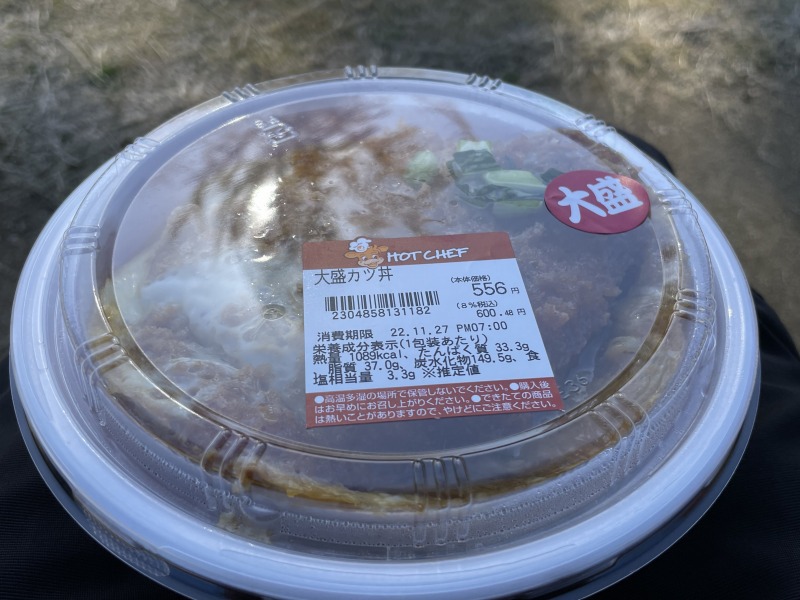 大盛
HOT CHEF
大盛カツ丼
(本体価格)
556円
2304858131182
(8%税込)
600.48円
消費期限 22.11.27 PM07:00
栄養成分表示(1包装あたり)
熱量 1089kcal、たんぱく質 33.3g、
脂質 37.0g、炭水化物149.5g、食
塩相当量 3.3g ※推定値
●高温多湿の場所で保管しないでください。●購入後
はお早めにお召し上がりください。●できたての商品
は熱いことがありますので、やけどにご注意ください。